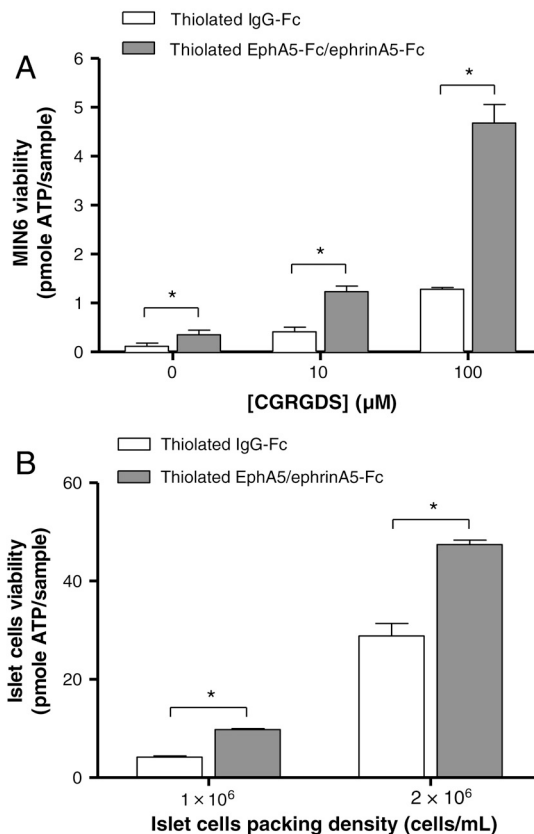 A
Thiolated IgG-Fc
Thiolated EphA5-Fc/ephrinA5-Fc
MIN6 viability
(pmole ATP/sample)
6
5
4
3
2
1
0
*
*
*
0
10
100
[CGRGDS] (µM)
B
Thiolated IgG-Fc
Thiolated EphA5/ephrinA5-Fc
Islet cells viability
(pmole ATP/sample)
60
40
20
0
*
*
1 × 10⁶
2 × 10⁶
Islet cells packing density (cells/mL)